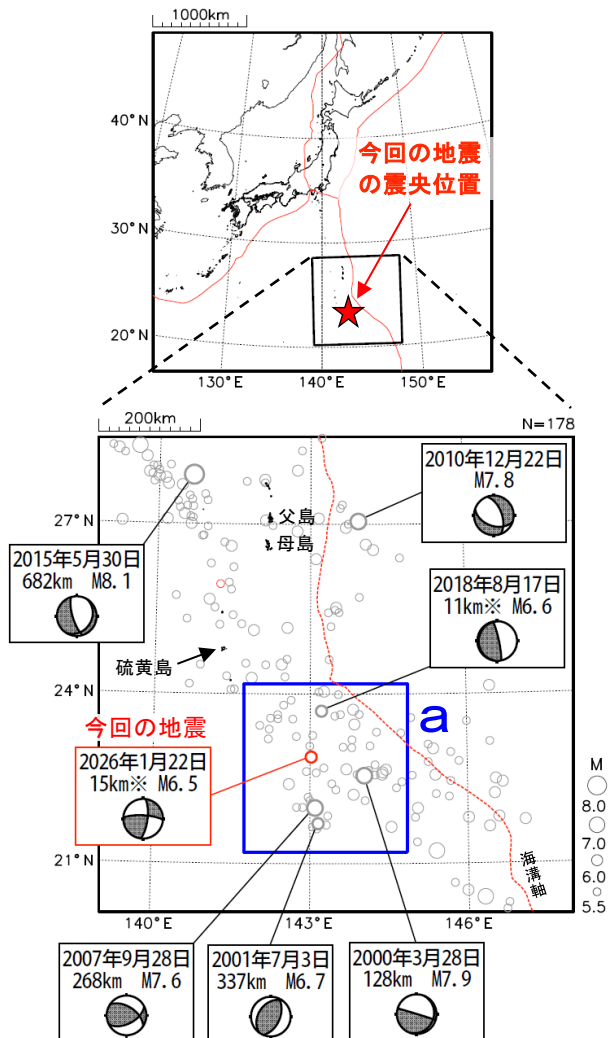 1000km
40°N
30°N
20°N
今回の地震
の震央位置
130°E
140°E
150°E
200km
N=178
2010年12月22日
M7.8
27°N
父島
母島
2015年5月30日
682km M8.1
2018年8月17日
11km※ M6.6
硫黄島
24°N
今回の地震
a
2026年1月22日
15km※ M6.5
M
8.0
7.0
6.0
5.5
21°N
海溝軸
140°E
143°E
146°E
2007年9月28日
268km M7.6
2001年7月3日
337km M6.7
2000年3月28日
128km M7.9